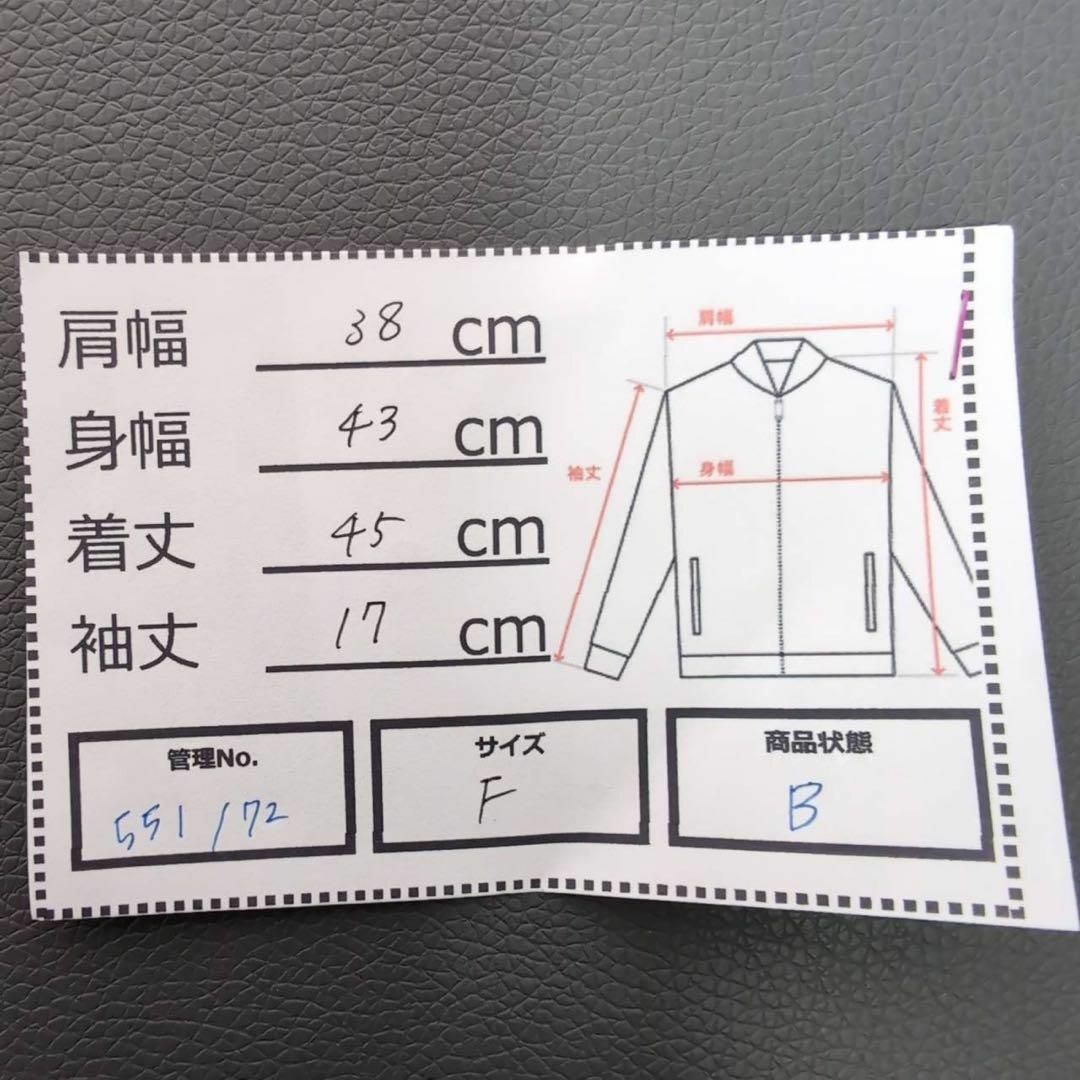 肩幅 38 cm
身幅 43 cm
着丈 45 cm
袖丈 17 cm
肩幅
着丈
袖丈
身幅
管理No.
551/72
サイズ
F
商品状態
B